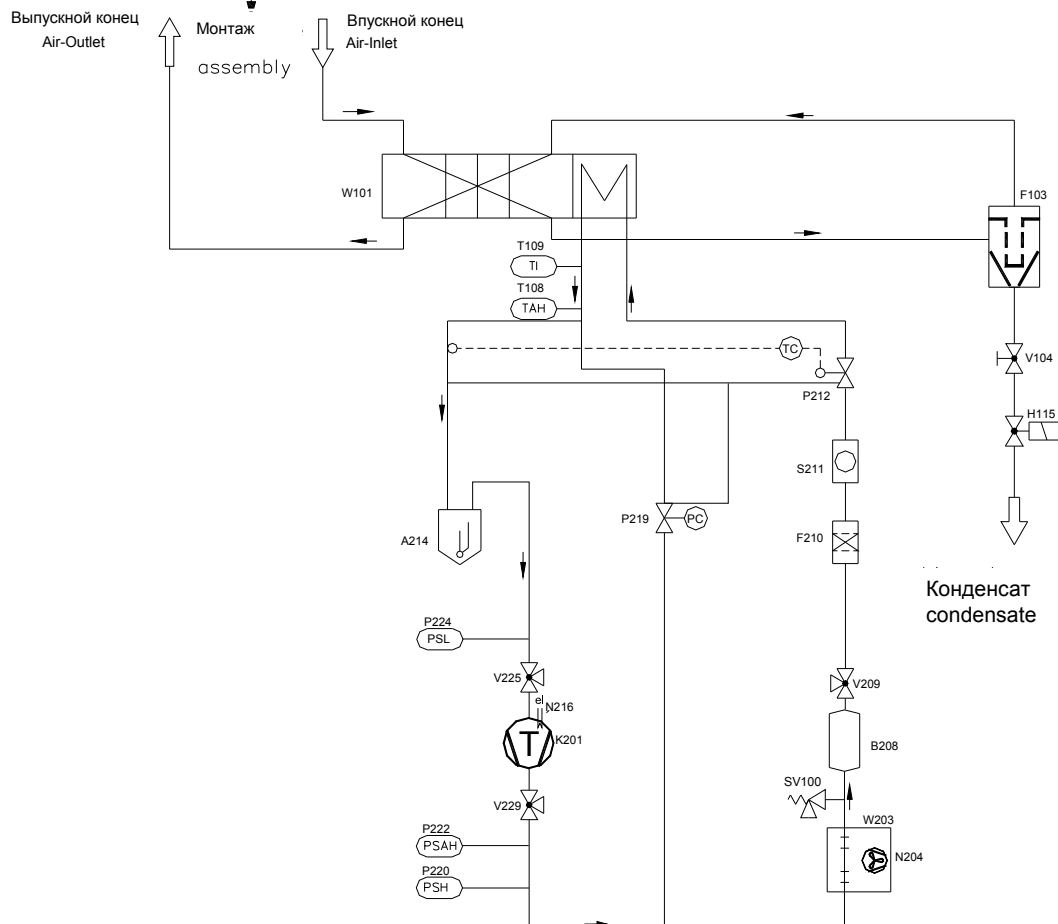 Выпускной конец
Air-Outlet
Монтаж
assembly
Впускной конец
Air-Inlet
W101
F103
T109
TI
T108
TAH
TC
V104
P212
H115
S211
P219
PC
F210
A214
Конденсат
condensate
P224
PSL
V225
V209
el
N216
T
K201
B208
SV100
V229
W203
P222
PSAH
N204
P220
PSH